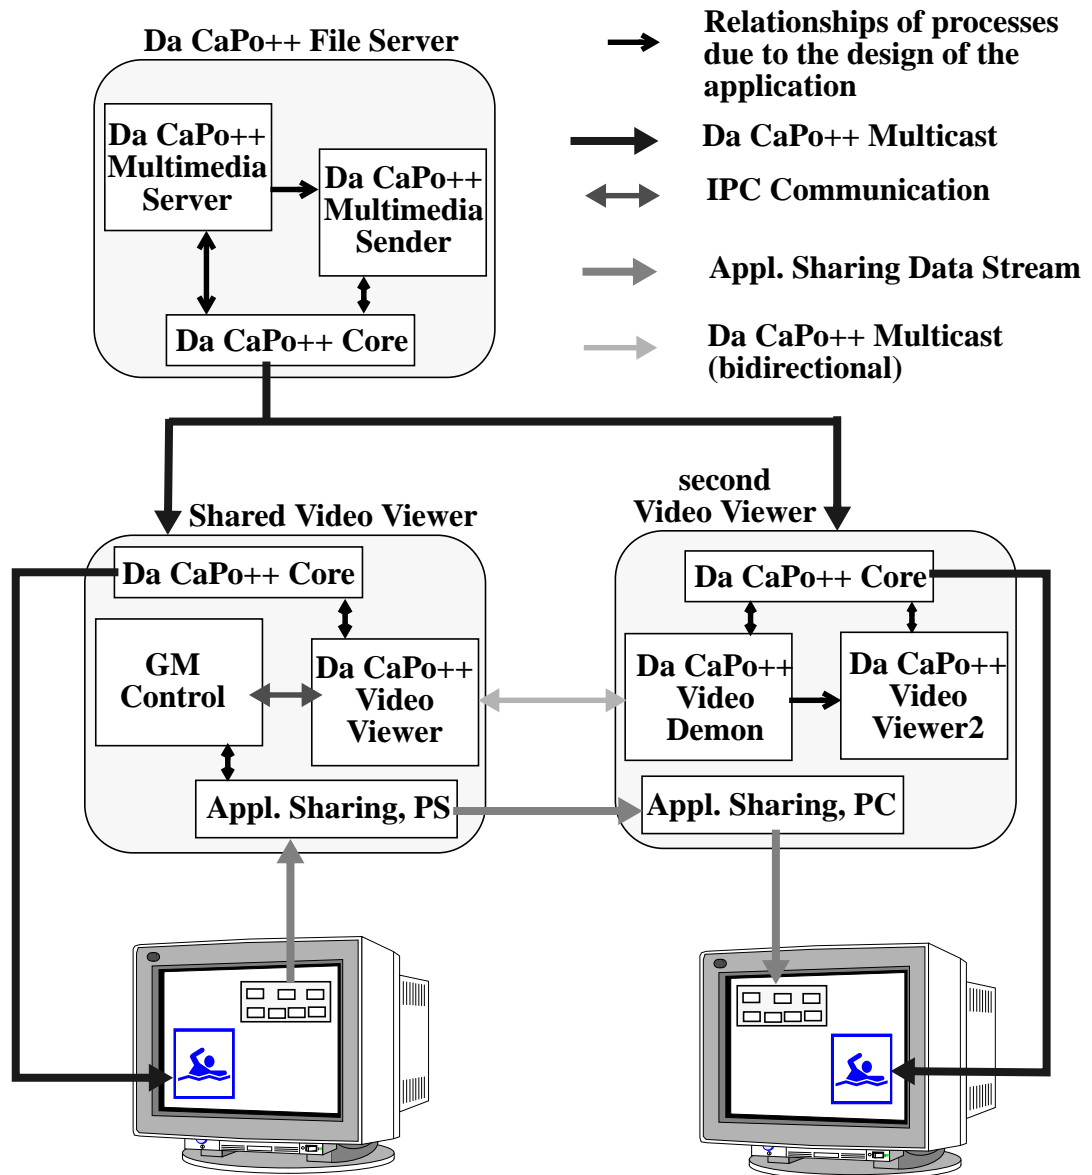 Da CaPo++ File Server
Da CaPo++
Multimedia
Server
Da CaPo++
Multimedia
Sender
Da CaPo++ Core
Relationships of processes
due to the design of the
application
Da CaPo++ Multicast
IPC Communication
Appl. Sharing Data Stream
Da CaPo++ Multicast
(bidirectional)
Shared Video Viewer
Da CaPo++ Core
GM
Control
Da CaPo++
Video
Viewer
Appl. Sharing, PS
second
Video Viewer
Da CaPo++ Core
Da CaPo++
Video
Demon
Da CaPo++
Video
Viewer2
Appl. Sharing, PC